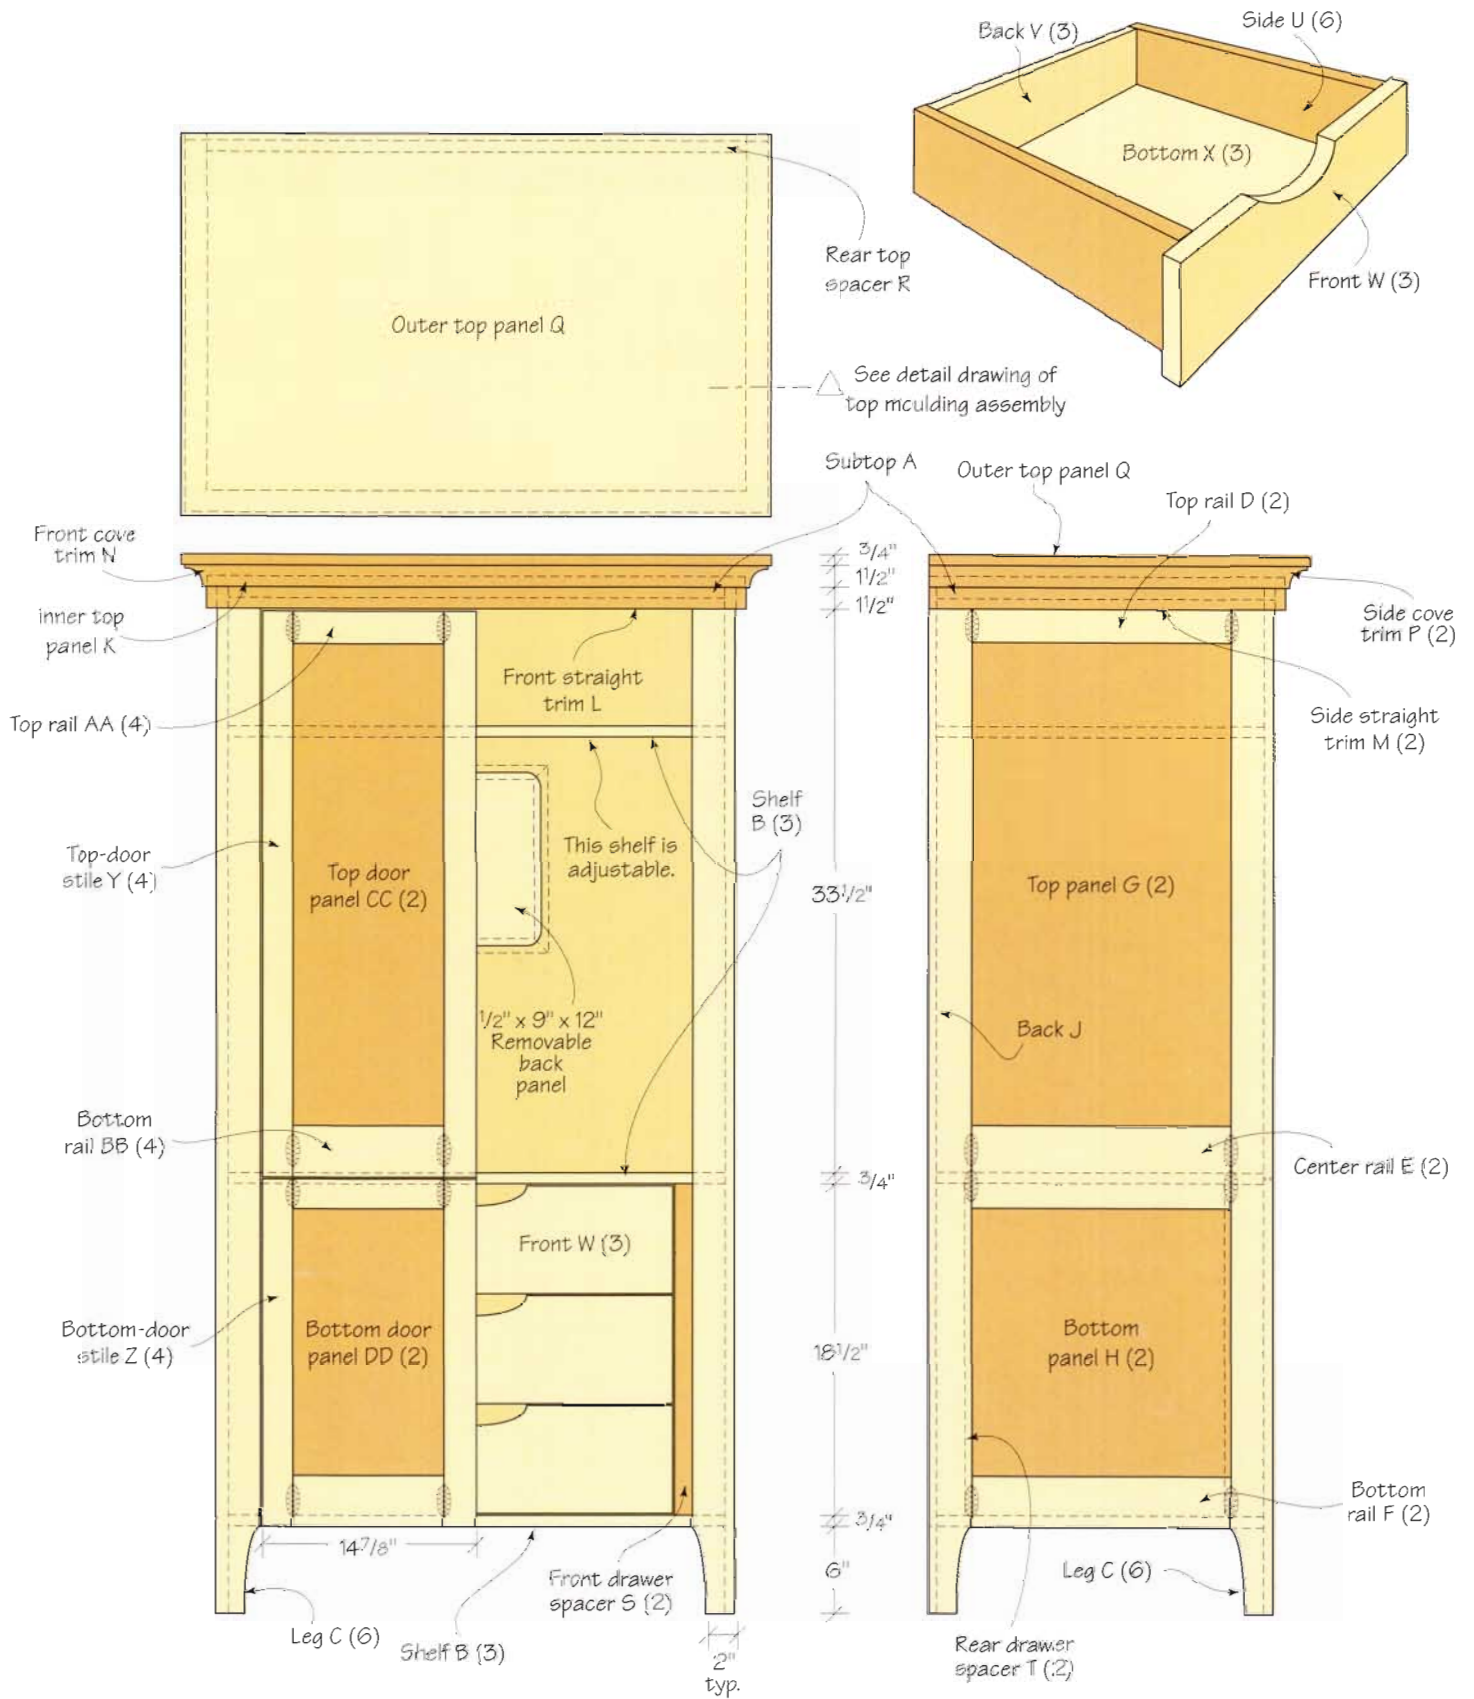 Back V (3)
Side U (6)
Bottom X (3)
Front W (3)
Rear top
spacer R
Outer top panel Q
See detail drawing of
top mculding assembly
Subtop A
Outer top panel Q
Top rail D (2)
Front cove
trim N
inner top
panel K
3/4"
1 1/2"
1 1/2"
Side cove
trim P (2)
Front straight
trim L
Top rail AA (4)
Side straight
trim M (2)
Shelf
B (3)
This shelf is
adjustable.
Top-door
stile Y (4)
Top door
panel CC (2)
33 1/2"
Top panel G (2)
1/2" x 9" x 12"
Removable
back
panel
Back J
Bottom
rail BB (4)
Center rail E (2)
3/4"
Front W (3)
Bottom-door
stile Z (4)
Bottom door
panel DD (2)
18 1/2"
Bottom
panel H (2)
Bottom
rail F (2)
3/4"
14 7/8"
6"
Front drawer
spacer S (2)
Leg C (6)
Leg C (6)
Shelf B (3)
2"
typ.
Rear drawer
spacer T (2)